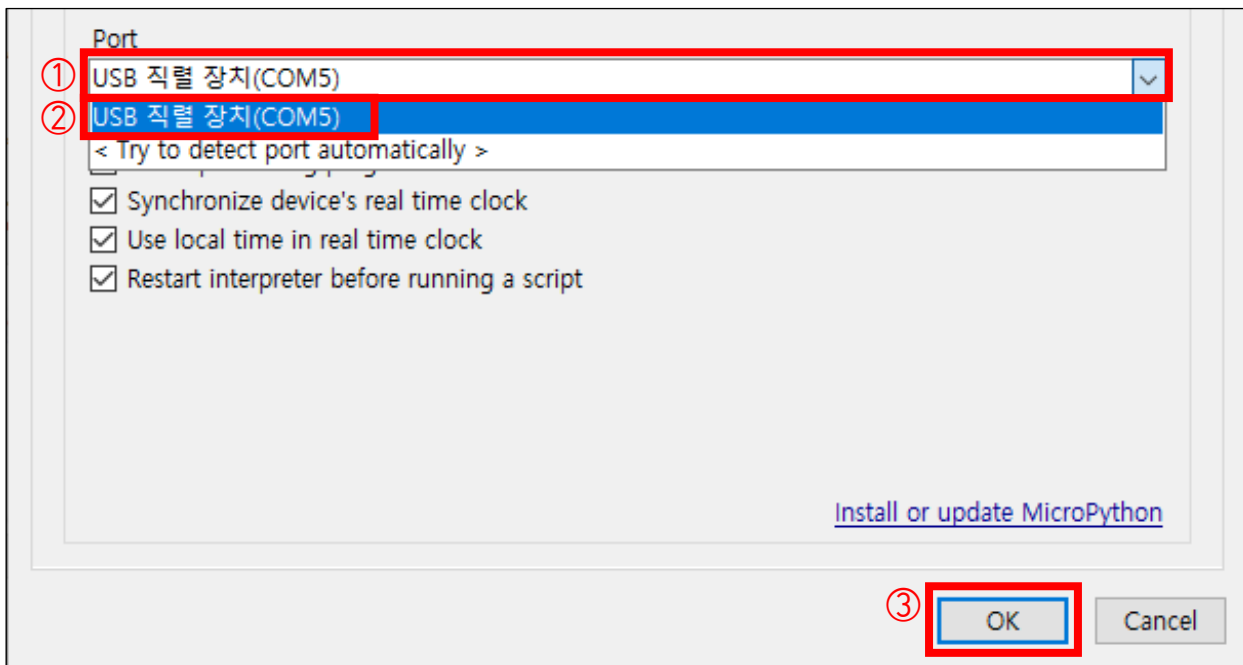 Port
① USB 직렬 장치(COM5)
② USB 직렬 장치(COM5)
< Try to detect port automatically >
Synchronize device's real time clock
Use local time in real time clock
Restart interpreter before running a script
Install or update MicroPython
③ OK Cancel